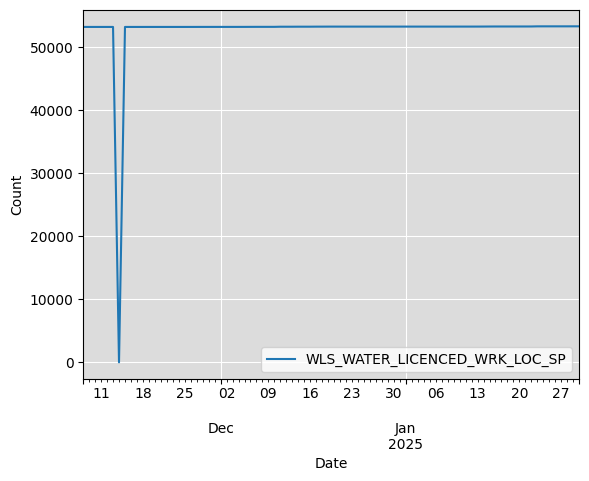 50000
40000
30000
20000
10000
0
Count
WLS_WATER_LICENCED_WRK_LOC_SP
11 18 25 02 09 16 23 30 06 13 20 27
Dec Jan
2025
Date